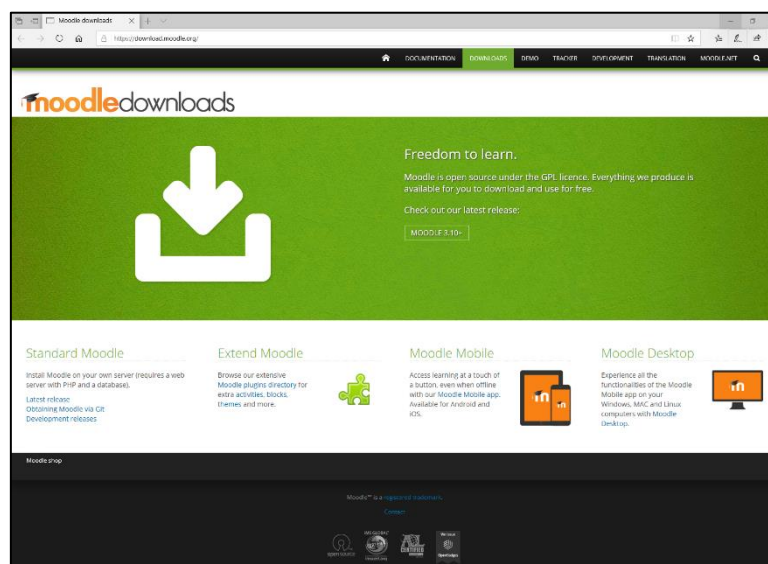 Moodle downloads
https://download.moodle.org/
DOCUMENTATION DOWNLOADS DEMO TRACKER DEVELOPMENT TRANSLATION MOODLE.NET
moodledownloads
Freedom to learn.
Moodle is open source under the GPL licence. Everything we produce is
available for you to download and use for free.
Check out our latest release:
MOODLE 3.10+
Standard Moodle
Install Moodle on your own server (requires a web
server with PHP and a database).
Latest release
Obtaining Moodle via Git
Development releases
Extend Moodle
Browse our extensive
Moodle plugins directory for
extra activities, blocks,
themes and more.
Moodle Mobile
Access learning at a touch of
a button, even when offline
with our Moodle Mobile app.
Available for Android and
iOS.
m
Moodle Desktop
Experience all the
functionalities of the Moodle
Mobile app on your
Windows, MAC and Linux
computers with Moodle
Desktop.
m
Moodle shop
Moodle™ is a registered trademark.
Contact
open source
CERTIFIED